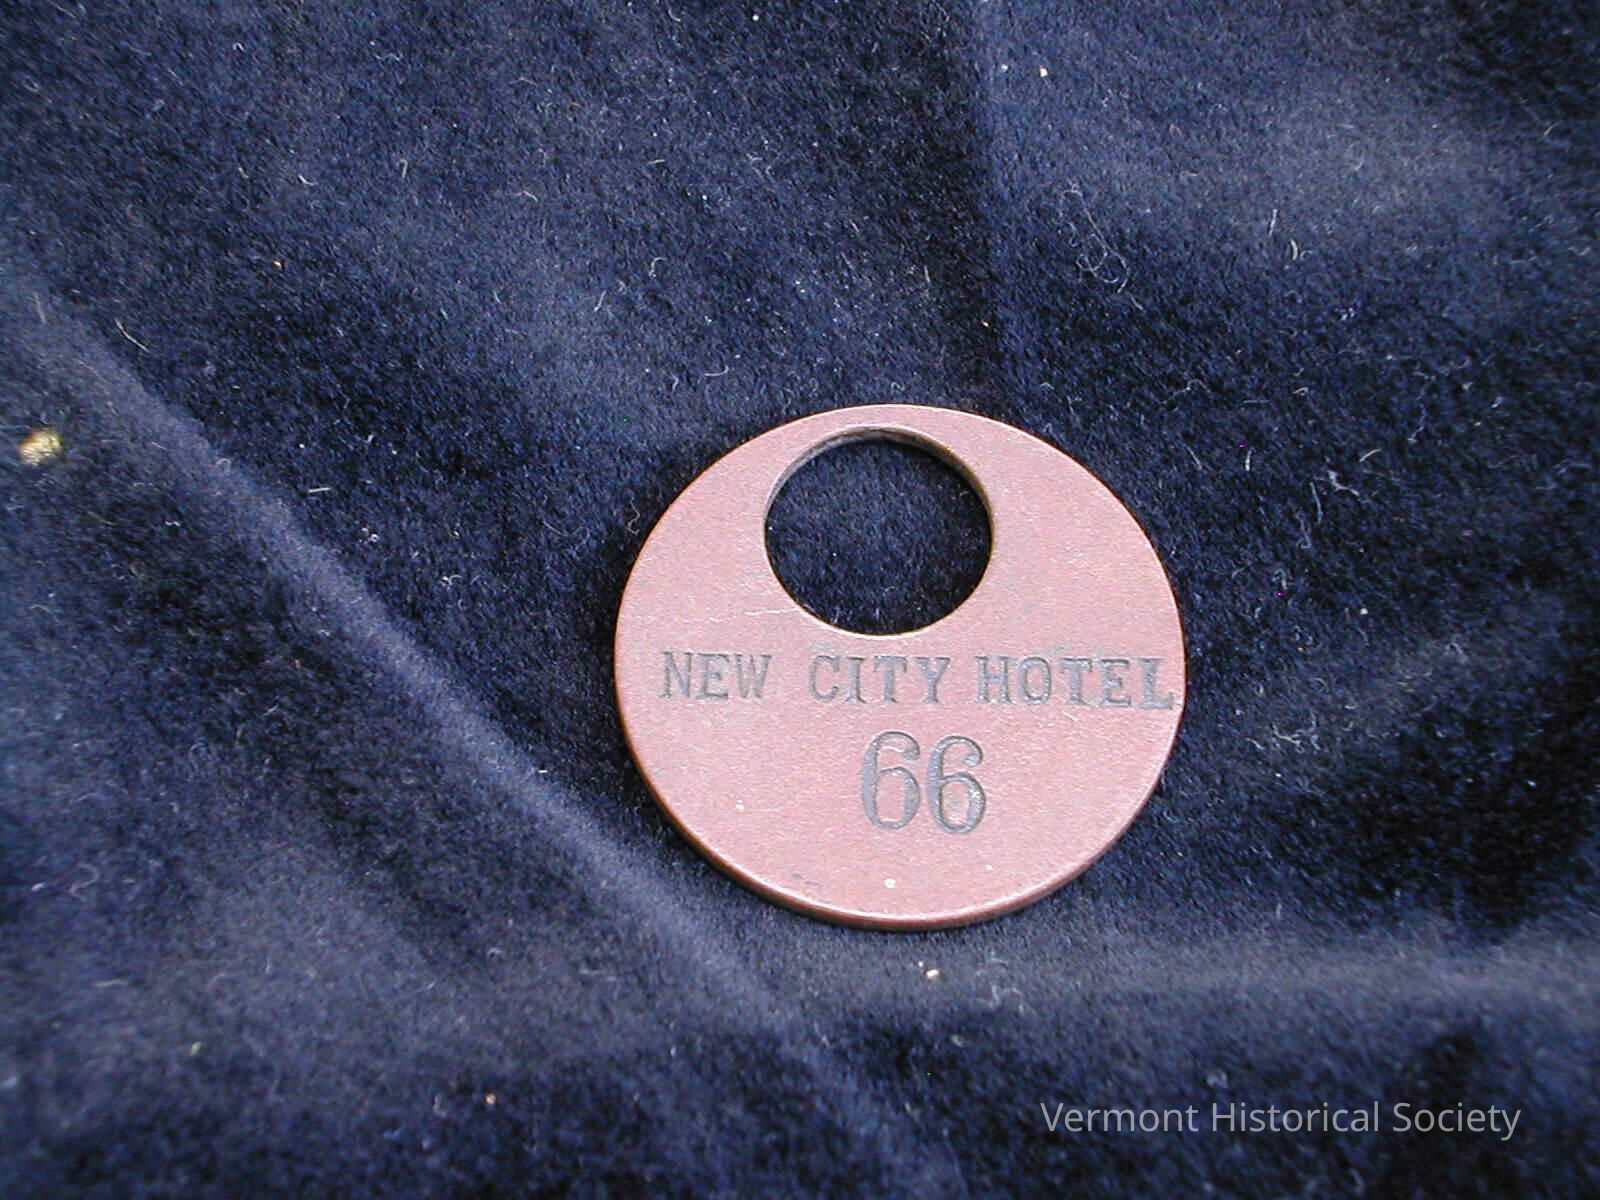 NEW CITY HOTEL
66
Vermont Historical Society